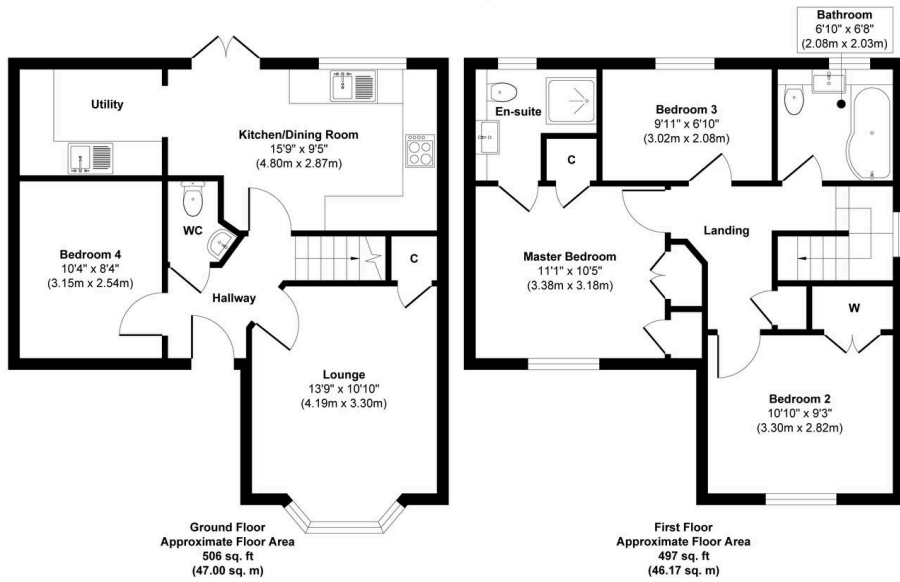 Utility
Kitchen/Dining Room
15'9" x 9'5"
(4.80m x 2.87m)
WC
Bedroom 4
10'4" x 8'4"
(3.15m x 2.54m)
Hallway
C
Lounge
13'9" x 10'10"
(4.19m x 3.30m)
Ground Floor
Approximate Floor Area
506 sq. ft
(47.00 sq. m)
Bathroom
6'10" x 6'8"
(2.08m x 2.03m)
En-suite
Bedroom 3
9'11" x 6'10"
(3.02m x 2.08m)
C
Landing
Master Bedroom
11'1" x 10'5"
(3.38m x 3.18m)
W
Bedroom 2
10'10" x 9'3"
(3.30m x 2.82m)
First Floor
Approximate Floor Area
497 sq. ft
(46.17 sq. m)